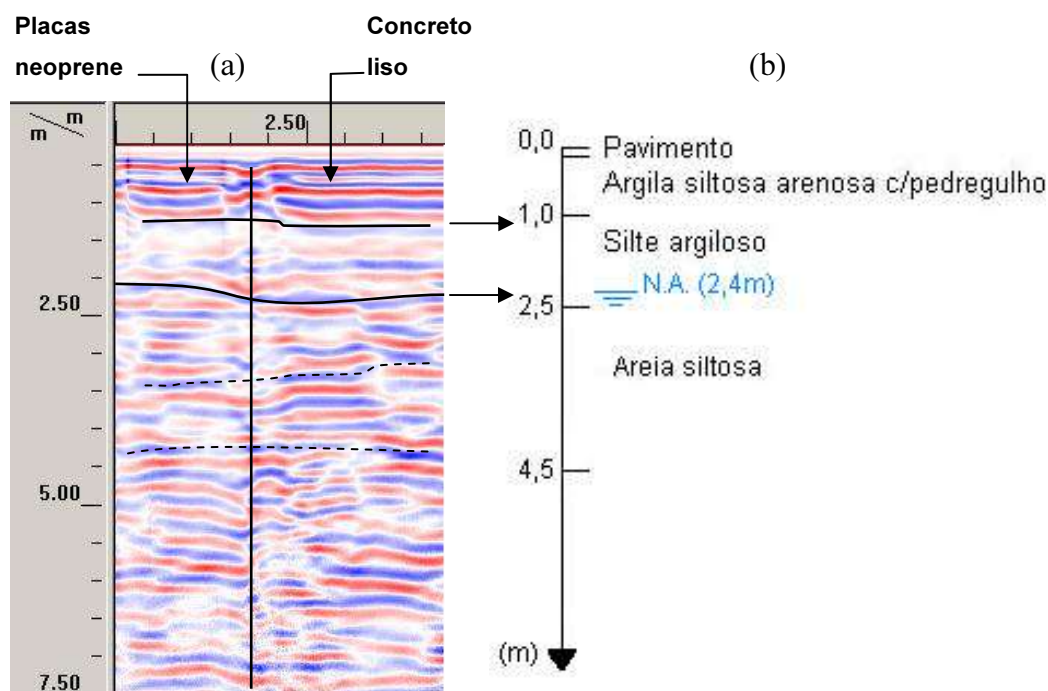 Placas
neoprene
(a)
Concreto
liso
(b)
m
m
2.50
2.50
5.00
7.50
0,0
Pavimento
Argila siltosa arenosa c/pedregulho
1,0
Silte argiloso
N.A. (2,4m)
2,5
Areia siltosa
4,5
(m)